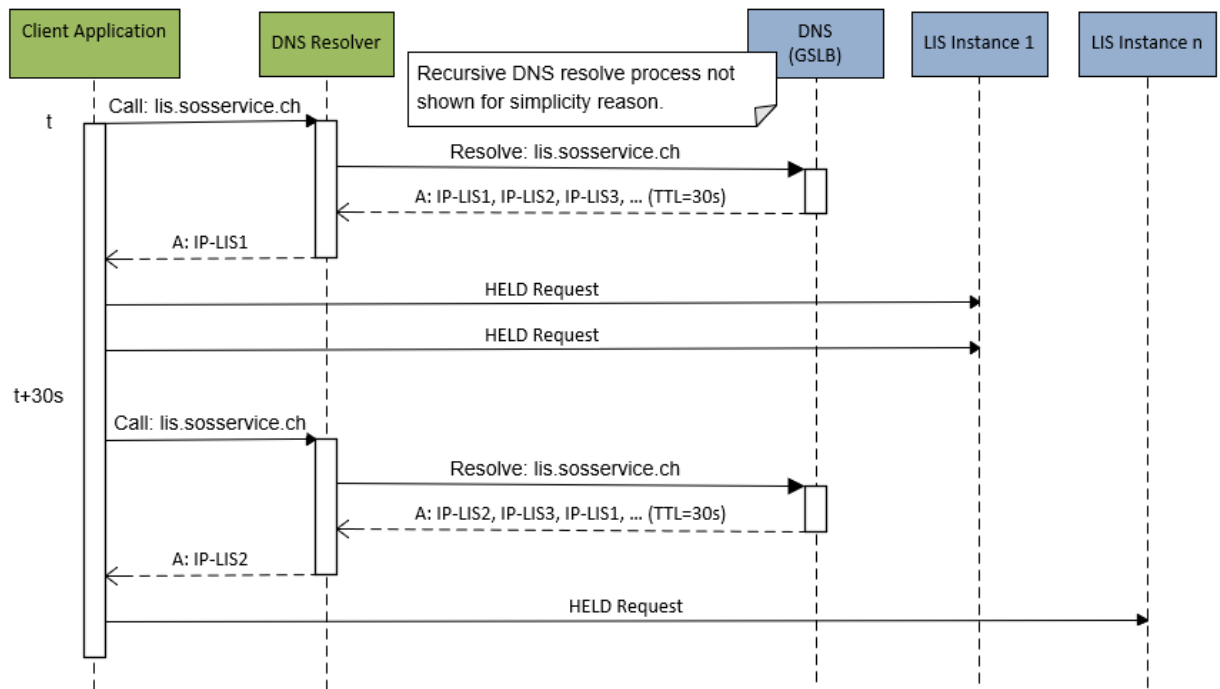 Client Application
DNS Resolver
DNS
(GSLB)
LIS Instance 1
LIS Instance n
Recursive DNS resolve process not
shown for simplicity reason.
t
Call: lis.sosservice.ch
Resolve: lis.sosservice.ch
A: IP-LIS1, IP-LIS2, IP-LIS3, ... (TTL=30s)
A: IP-LIS1
HELD Request
HELD Request
t+30s
Call: lis.sosservice.ch
Resolve: lis.sosservice.ch
A: IP-LIS2, IP-LIS3, IP-LIS1, ... (TTL=30s)
A: IP-LIS2
HELD Request